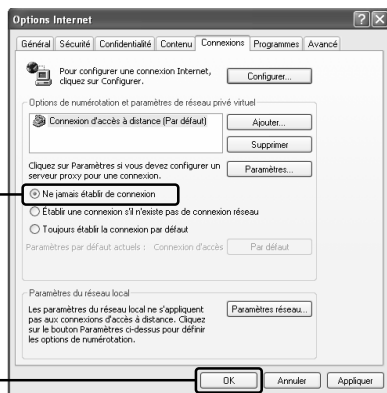 Options Internet
Général Sécurité Confidentialité Contenu Connexions Programmes Avancé
Pour configurer une connexion Internet,
cliquez sur Configurer.
Configurer...
Options de numérotation et paramètres de réseau privé virtuel
Connexion d'accès à distance (Par défaut)
Ajouter...
Supprimer
Cliquez sur Paramètres si vous devez configurer un
serveur proxy pour une connexion.
Paramètres...
Ne jamais établir de connexion
Établir une connexion s'il n'existe pas de connexion réseau
Toujours établir la connexion par défaut
Paramètres par défaut actuels : Connexion d'accès
Par défaut
Paramètres du réseau local
Les paramètres du réseau local ne s'appliquent
pas aux connexions d'accès à distance. Cliquez
sur le bouton Paramètres ci-dessus pour définir
les options de numérotation.
Paramètres réseau...
OK Annuler Appliquer